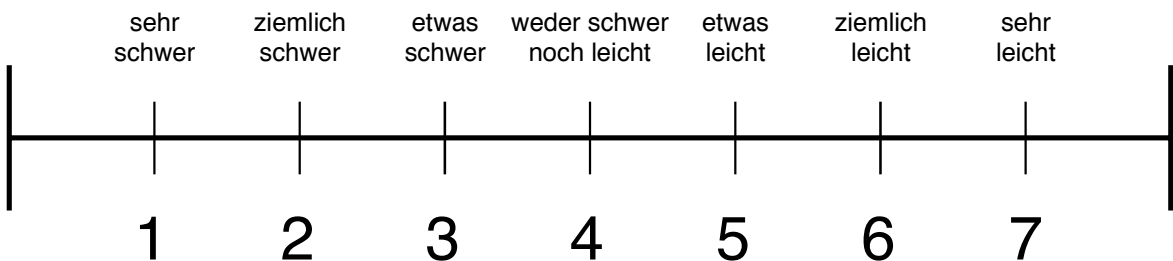 sehr ziemlich etwas weder schwer etwas ziemlich sehr
schwer schwer schwer noch leicht leicht leicht leicht
1 2 3 4 5 6 7